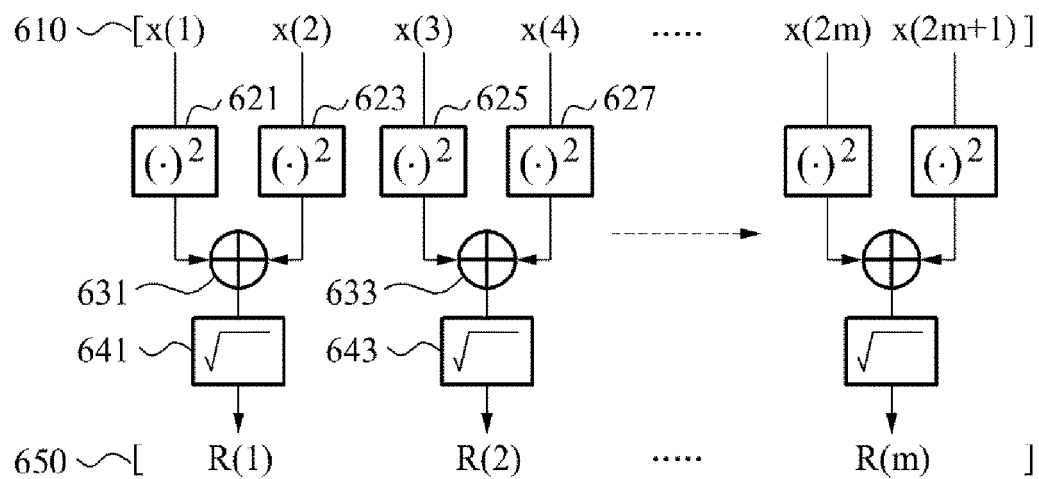 610 [x(1) x(2) x(3) x(4) ····· x(2m) x(2m+1) ]
621 623 625 627
(·)² (·)² (·)² (·)² (·)² (·)²
631 633
641 √ 643 √ √
650 [ R(1) R(2) ····· R(m) ]